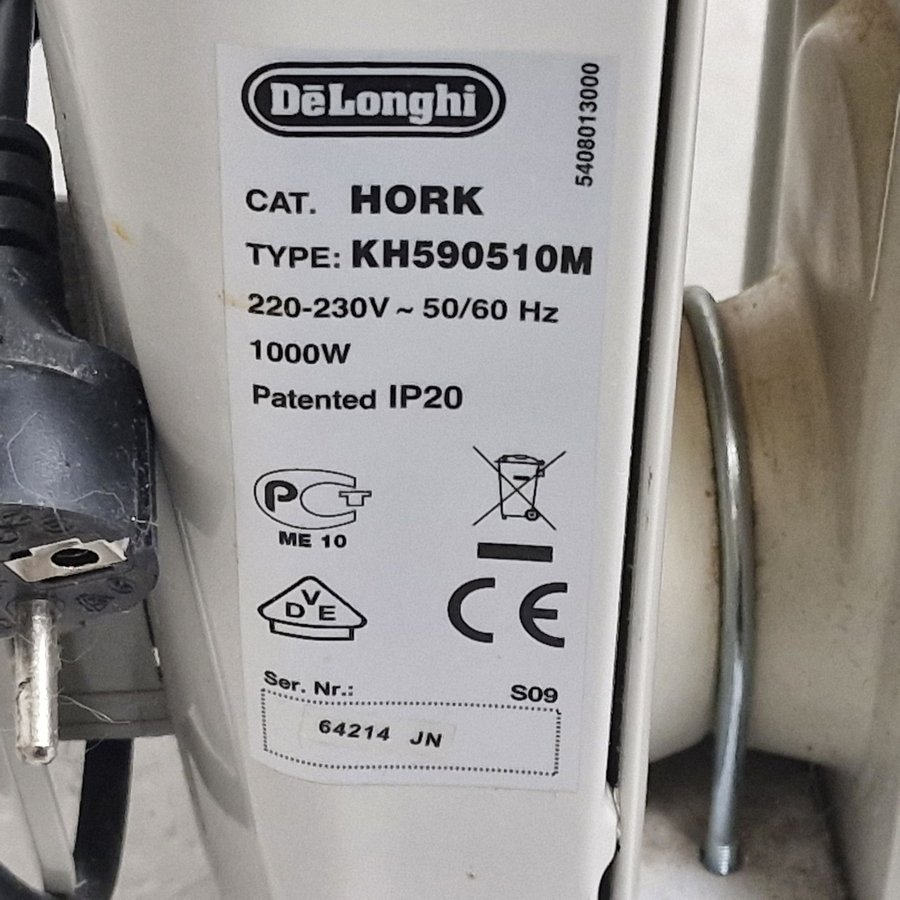 DēLonghi
5408013000
CAT. HORK
TYPE: KH590510M
220-230V ~ 50/60 Hz
1000W
Patented IP20
PCT
ME 10
DVE
CE
Ser. Nr.: S09
64214 JN